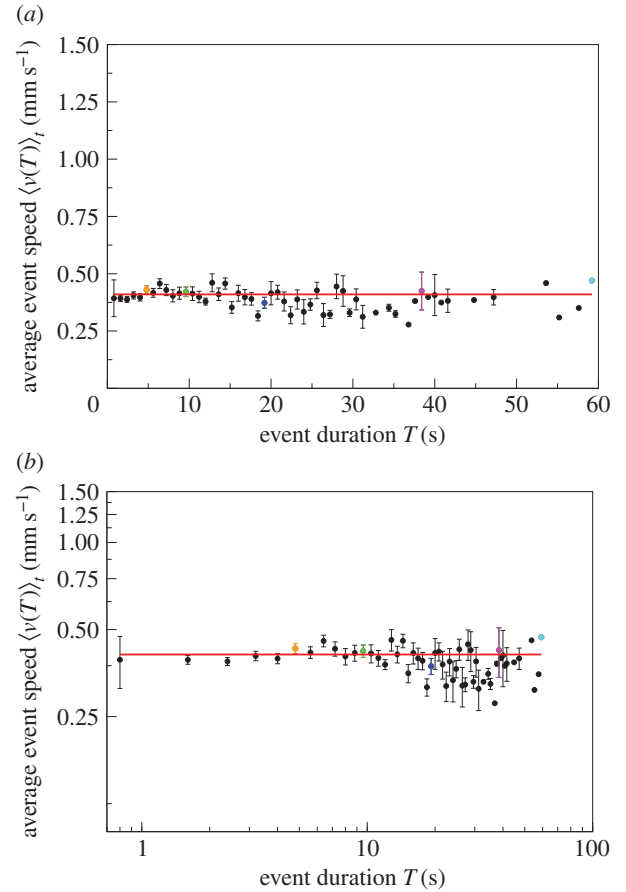 (a)
1.50
1.25
1.00
0.75
0.50
0.25
0 10 20 30 40 50 60
average event speed ⟨v(T)⟩t (mm s−1)
event duration T (s)
(b)
1.50
1.25
1.00
0.75
0.50
0.25
1 10 100
average event speed ⟨v(T)⟩t (mm s−1)
event duration T (s)